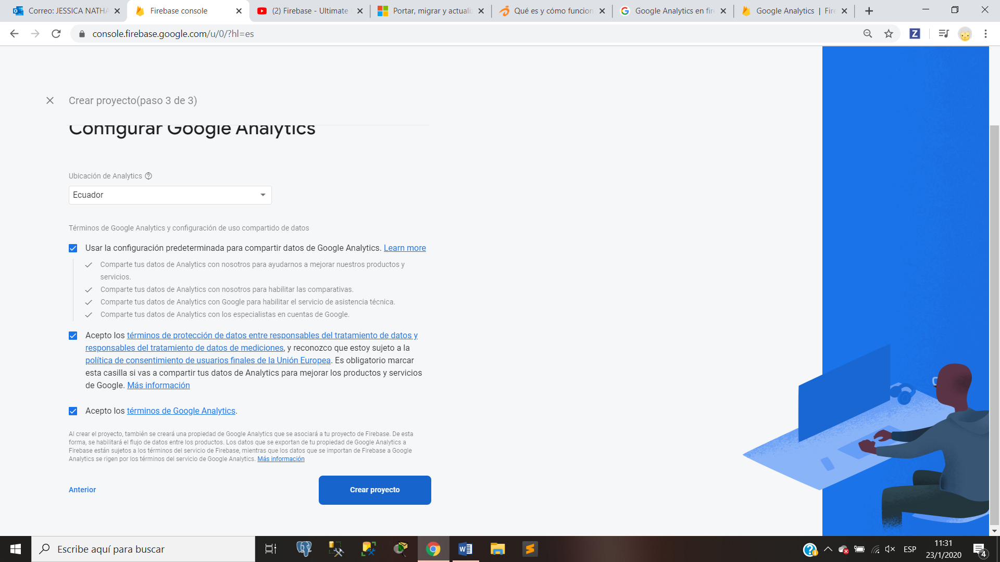 Correo: JESSICA NATHA
Firebase console
(2) Firebase - Ultimate
Portar, migrar y actualiz
Qué es y cómo funcion
Google Analytics en fire
Google Analytics | Fire
console.firebase.google.com/u/0/?hl=es
Z
Crear proyecto(paso 3 de 3)
Configurar Google Analytics
Ubicación de Analytics
Ecuador
Términos de Google Analytics y configuración de uso compartido de datos
Usar la configuración predeterminada para compartir datos de Google Analytics. Learn more
Comparte tus datos de Analytics con nosotros para ayudarnos a mejorar nuestros productos y
servicios.
Comparte tus datos de Analytics con nosotros para habilitar las comparativas.
Comparte tus datos de Analytics con Google para habilitar el servicio de asistencia técnica.
Comparte tus datos de Analytics con los especialistas en cuentas de Google.
Acepto los términos de protección de datos entre responsables del tratamiento de datos y
responsables del tratamiento de datos de mediciones, y reconozco que estoy sujeto a la
política de consentimiento de usuarios finales de la Unión Europea. Es obligatorio marcar
esta casilla si vas a compartir tus datos de Analytics para mejorar los productos y servicios
de Google. Más información
Acepto los términos de Google Analytics.
Al crear el proyecto, también se creará una propiedad de Google Analytics que se asociará a tu proyecto de Firebase. De esta
forma, se habilitará el flujo de datos entre los productos. Los datos que se exportan de tu propiedad de Google Analytics a
Firebase están sujetos a los términos del servicio de Firebase, mientras que los datos que se importan de Firebase a Google
Analytics se rigen por los términos del servicio de Google Analytics. Más información
Anterior
Crear proyecto
Escribe aquí para buscar
ESP
11:31
23/1/2020
4